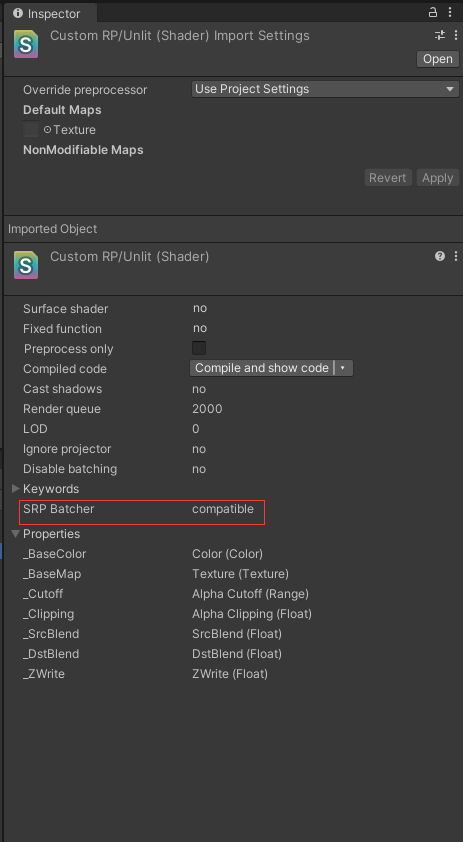 Inspector
Custom RP/Unlit (Shader) Import Settings
Open
Override preprocessor Use Project Settings
Default Maps
Texture
NonModifiable Maps
Revert Apply
Imported Object
Custom RP/Unlit (Shader)
Surface shader no
Fixed function no
Preprocess only
Compiled code Compile and show code
Cast shadows no
Render queue 2000
LOD 0
Ignore projector no
Disable batching no
Keywords
SRP Batcher compatible
Properties
_BaseColor Color (Color)
_BaseMap Texture (Texture)
_Cutoff Alpha Cutoff (Range)
_Clipping Alpha Clipping (Float)
_SrcBlend SrcBlend (Float)
_DstBlend DstBlend (Float)
_ZWrite ZWrite (Float)